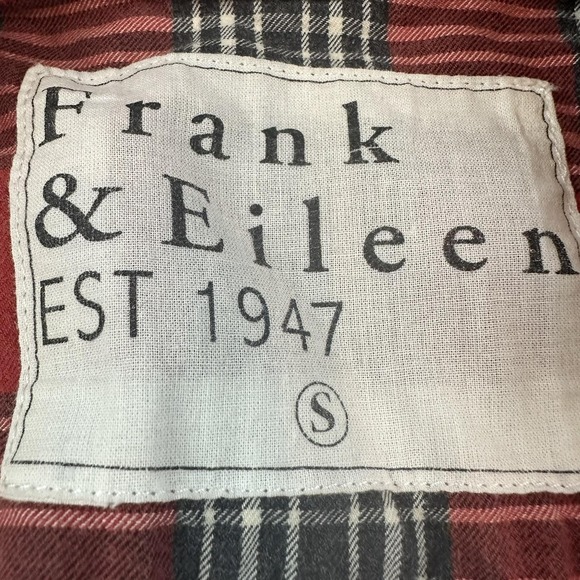 Frank
& Eileen
EST 1947
S